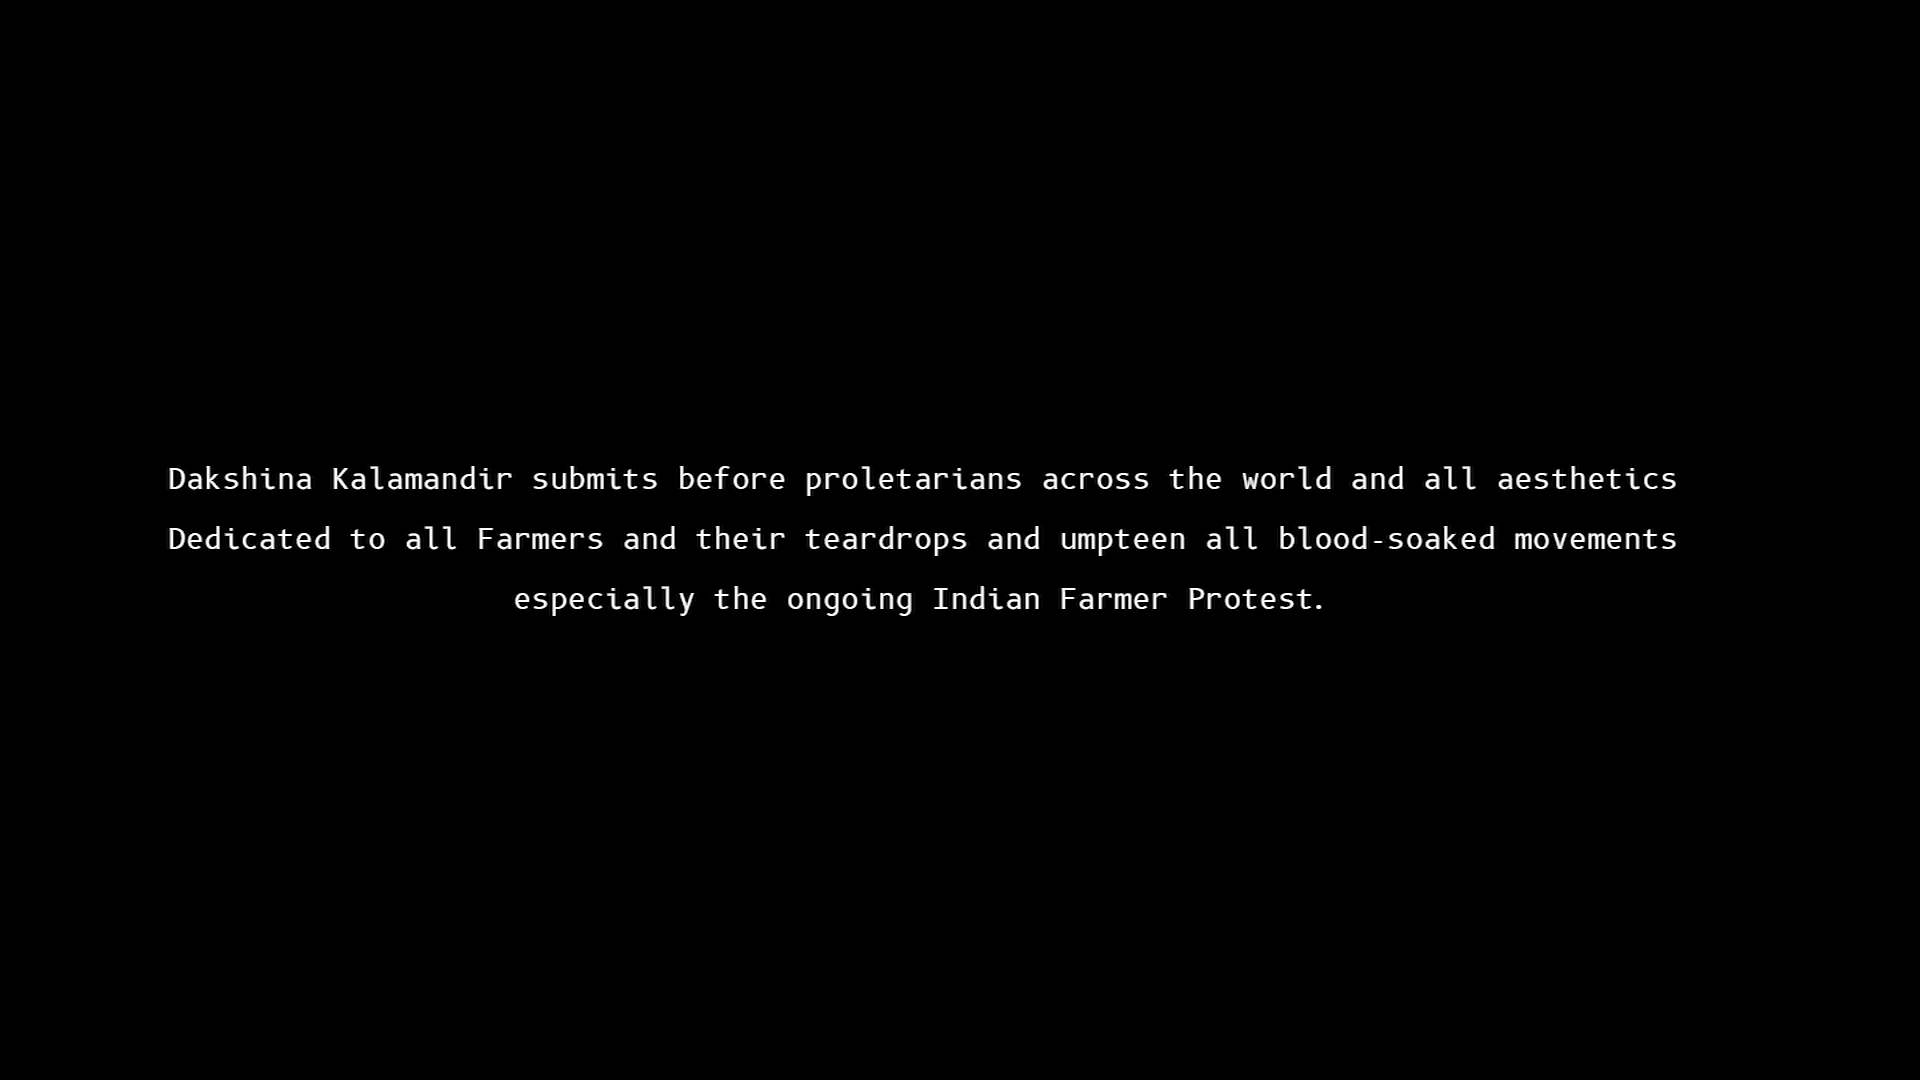 Dakshina Kalamandir submits before proletarians across the world and all aesthetics
Dedicated to all Farmers and their teardrops and umpteen all blood-soaked movements
especially the ongoing Indian Farmer Protest.